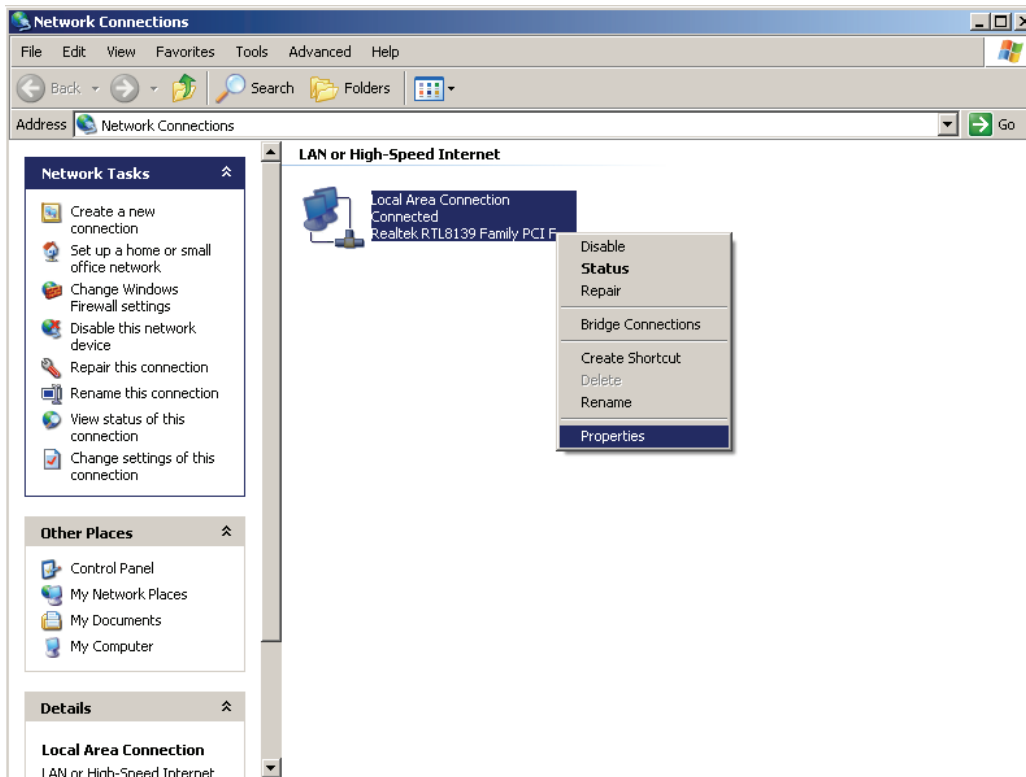 Network Connections
File Edit View Favorites Tools Advanced Help
Back Search Folders
Address Network Connections Go
Network Tasks
Create a new
connection
Set up a home or small
office network
Change Windows
Firewall settings
Disable this network
device
Repair this connection
Rename this connection
View status of this
connection
Change settings of this
connection
Other Places
Control Panel
My Network Places
My Documents
My Computer
Details
Local Area Connection
LAN or High-Speed Internet
LAN or High-Speed Internet
Local Area Connection
Connected
Realtek RTL8139 Family PCI F
Disable
Status
Repair
Bridge Connections
Create Shortcut
Delete
Rename
Properties